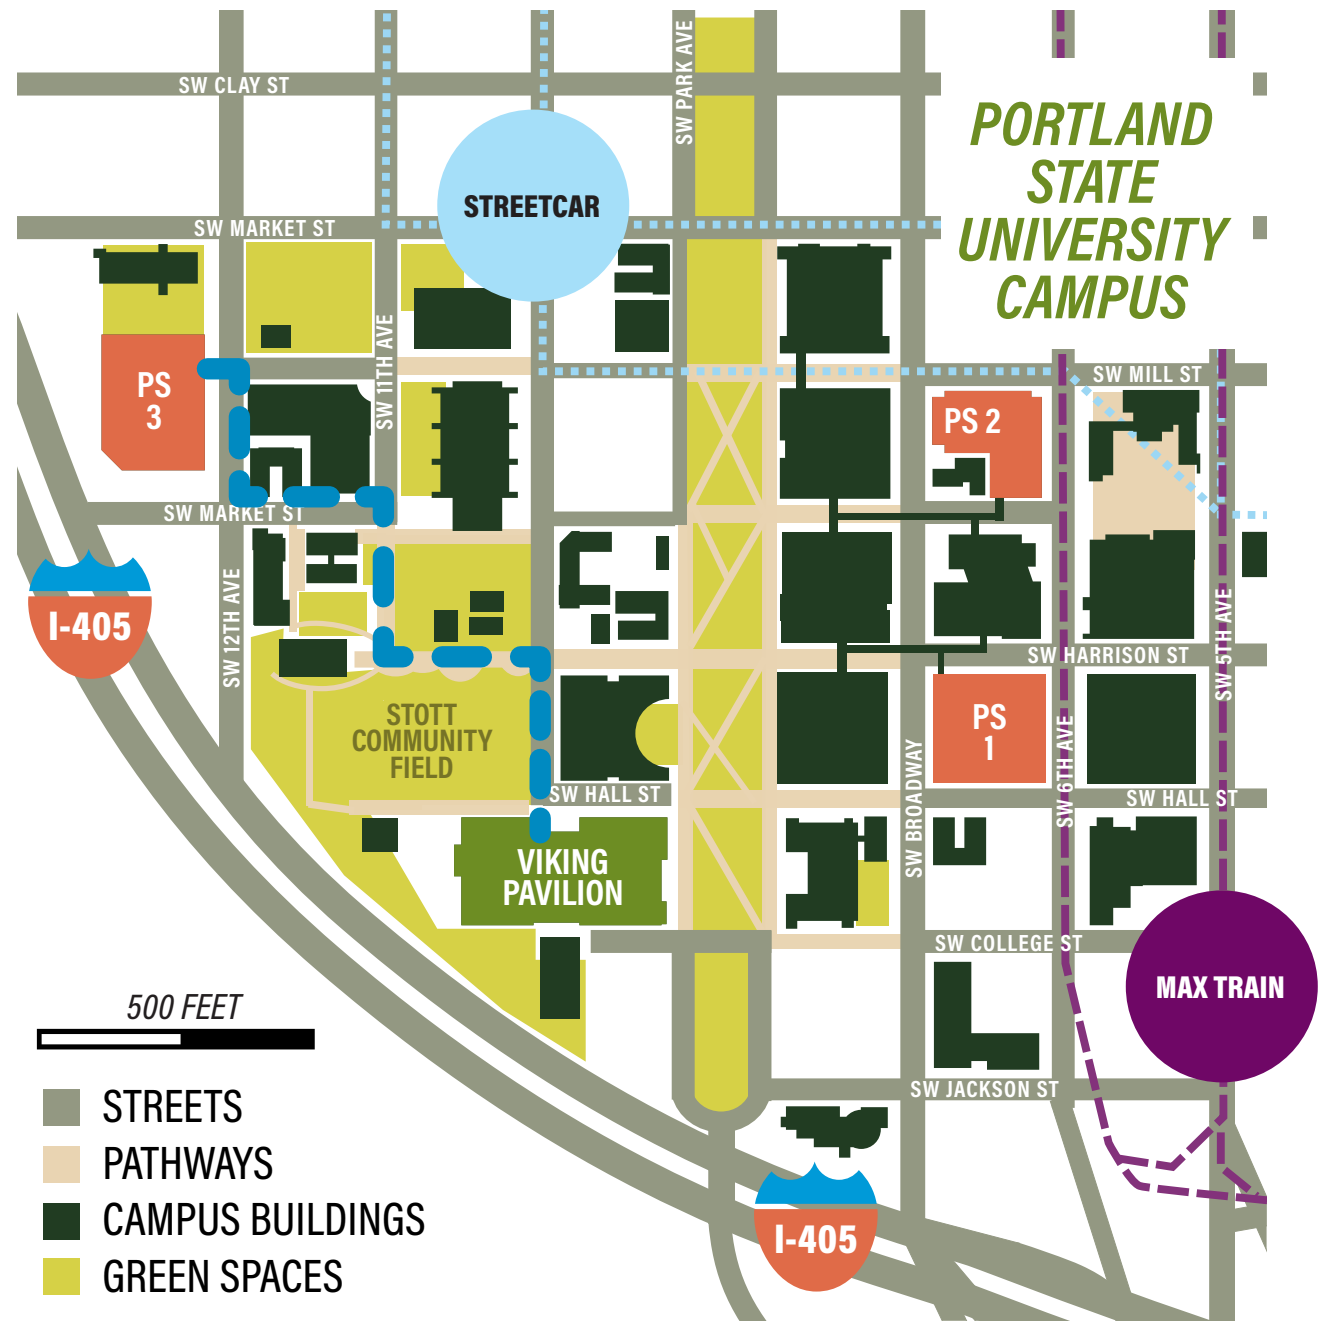 SW CLAY ST
SW PARK AVE
PORTLAND
STATE
UNIVERSITY
CAMPUS
STREETCAR
SW MARKET ST
SW 11TH AVE
PS
3
SW MILL ST
PS 2
SW MARKET ST
SW 12TH AVE
I-405
SW HARRISON ST
SW 5TH AVE
STOTT
COMMUNITY
FIELD
PS
1
SW 6TH AVE
SW BROADWAY
SW HALL ST
SW HALL ST
VIKING
PAVILION
SW COLLEGE ST
MAX TRAIN
500 FEET
SW JACKSON ST
STREETS
PATHWAYS
CAMPUS BUILDINGS
GREEN SPACES
I-405